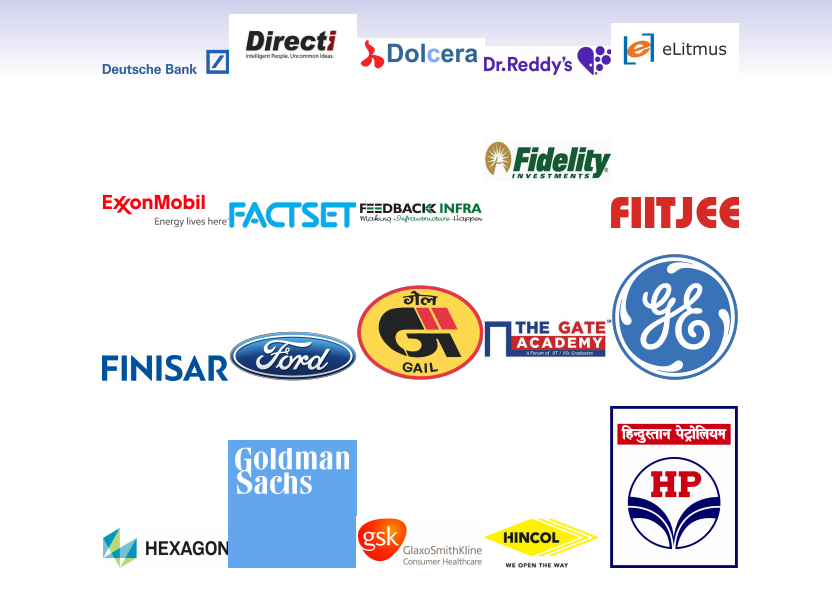 Deutsche Bank
Directi
Intelligent People. Uncommon Ideas.
Dolcera
Dr.Reddy's
eLitmus
ExxonMobil
Energy lives here
FACTSET
FEEDBACK INFRA
Making Infrastructure Happen
Fidelity
INVESTMENTS
FIITJEE
FINISAR
Ford
गेल
GAIL
THE GATE
ACADEMY
A Forum of IIT / IISc Graduates
GE
HEXAGON
Goldman
Sachs
gsk
GlaxoSmithKline
Consumer Healthcare
HINCOL
WE OPEN THE WAY
हिन्दुस्तान पेट्रोलियम
HP